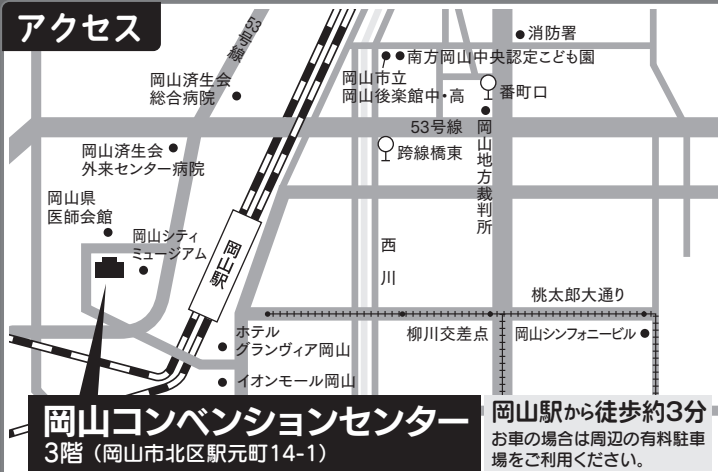 アクセス
53号線
消防署
南方岡山中央認定こども園
岡山市立
岡山後楽館中・高
番町口
岡山済生会
総合病院
53号線
岡山地方裁判所
跨線橋東
岡山済生会
外来センター病院
岡山県
医師会館
岡山シティ
ミュージアム
岡山駅
西川
桃太郎大通り
柳川交差点
岡山シンフォニービル
ホテル
グランヴィア岡山
イオンモール岡山
岡山コンベンションセンター
3階（岡山市北区駅元町14-1）
岡山駅から徒歩約3分
お車の場合は周辺の有料駐車
場をご利用ください。